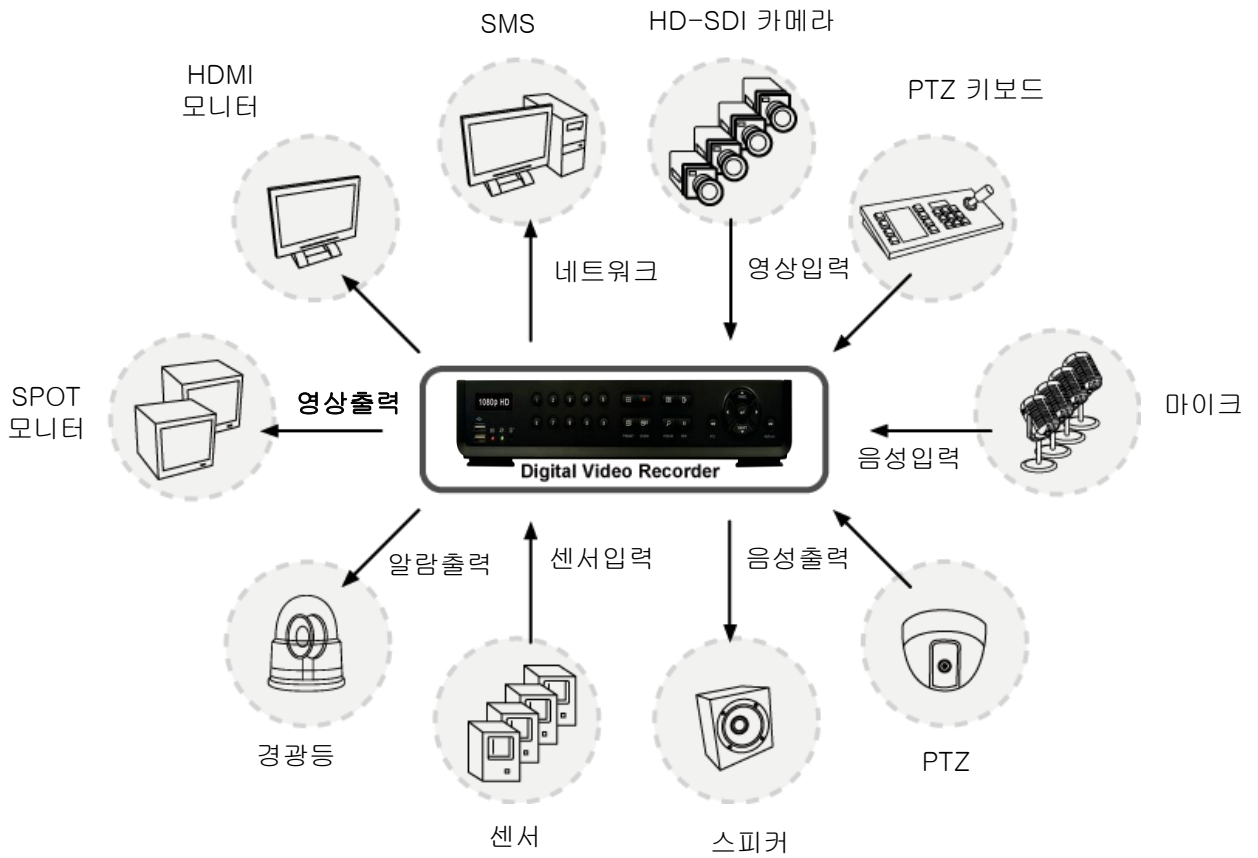 SMS
HD-SDI 카메라
HDMI
모니터
PTZ 키보드
네트워크
영상입력
SPOT
모니터
영상출력
1080p HD
마이크
음성입력
Digital Video Recorder
알람출력
센서입력
음성출력
경광등
PTZ
센서
스피커